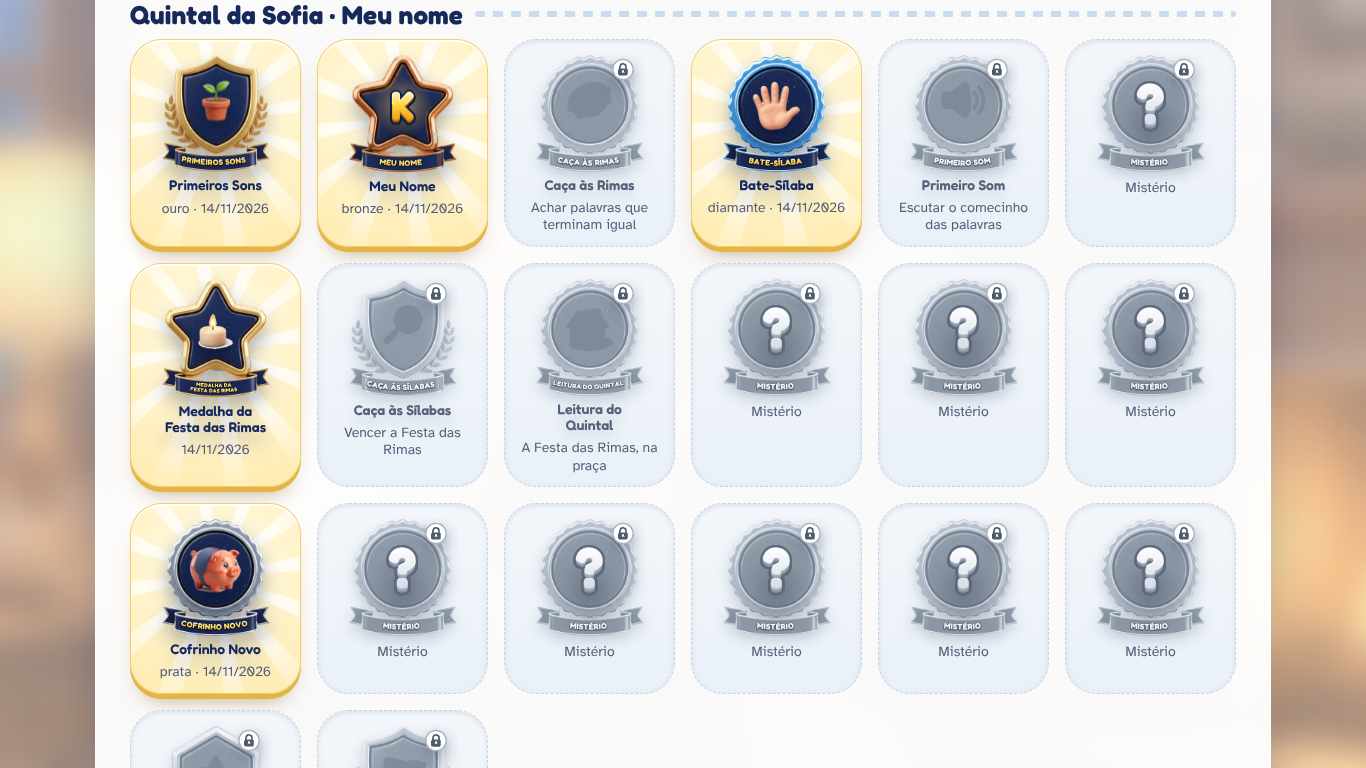 Quintal da Sofia · Meu nome
PRIMEIROS SONS
Primeiros Sons
ouro · 14/11/2026
K
MEU NOME
Meu Nome
bronze · 14/11/2026
CAÇA ÀS RIMAS
Caça às Rimas
Achar palavras que
terminam igual
BATE-SÍLABA
Bate-Sílaba
diamante · 14/11/2026
PRIMEIRO SOM
Primeiro Som
Escutar o comecinho
das palavras
?
MISTÉRIO
Mistério
MEDALHA DA
FESTA DAS RIMAS
Medalha da
Festa das Rimas
14/11/2026
CAÇA ÀS SÍLABAS
Caça às Sílabas
Vencer a Festa das
Rimas
LEITURA DO QUINTAL
Leitura do
Quintal
A Festa das Rimas, na
praça
?
MISTÉRIO
Mistério
?
MISTÉRIO
Mistério
?
MISTÉRIO
Mistério
COFRINHO NOVO
Cofrinho Novo
prata · 14/11/2026
?
MISTÉRIO
Mistério
?
MISTÉRIO
Mistério
?
MISTÉRIO
Mistério
?
MISTÉRIO
Mistério
?
MISTÉRIO
Mistério